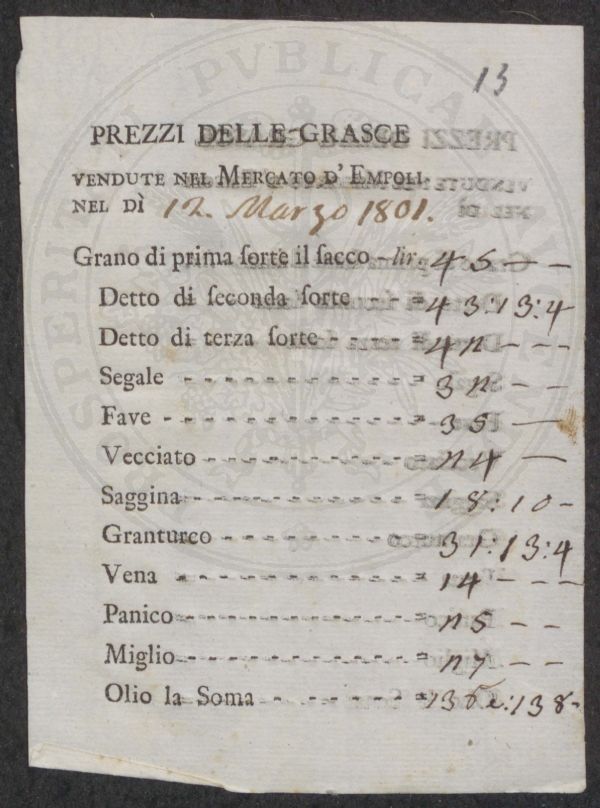 13
PREZZI DELLE GRASCE
VENDUTE NEL MERCATO D' EMPOLI.
NEL DÌ 12. Marzo 1801.
Grano di prima ſorte il ſacco - lir. 45 - -
Detto di ſeconda ſorte - - = 43:13:4
Detto di terza ſorte - - - - = 42 - - -
Segale - - - - - - - - - - - = 32 - -
Fave - - - - - - - - - - - - = 35 -
Vecciato - - - - - - - - - - = 24 -
Saggina - - - - - - - - - - = 18:10 -
Granturco - - - - - - - - - = 31:13:4
Vena - - - - - - - - - - - = 14 - - -
Panico - - - - - - - - - - = 25 - -
Miglio - - - - - - - - - - = 27 - -
Olio la Soma - - - - - - = 136 e: 138 -